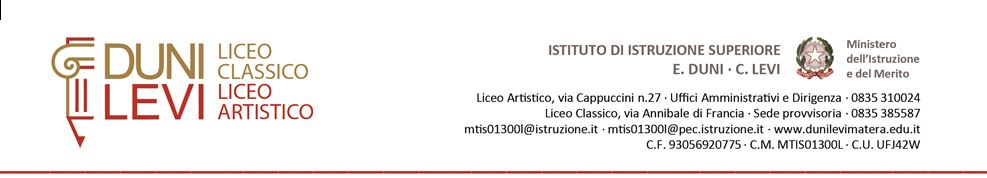 DUNI
LEVI
LICEO
CLASSICO
LICEO
ARTISTICO
ISTITUTO DI ISTRUZIONE SUPERIORE
E. DUNI · C. LEVI
Ministero
dell'Istruzione
e del Merito
Liceo Artistico, via Cappuccini n.27 · Uffici Amministrativi e Dirigenza · 0835 310024
Liceo Classico, via Annibale di Francia · Sede provvisoria · 0835 385587
mtis01300l@istruzione.it · mtis01300l@pec.istruzione.it · www.dunilevimatera.edu.it
C.F. 93056920775 · C.M. MTIS01300L · C.U. UFJ42W